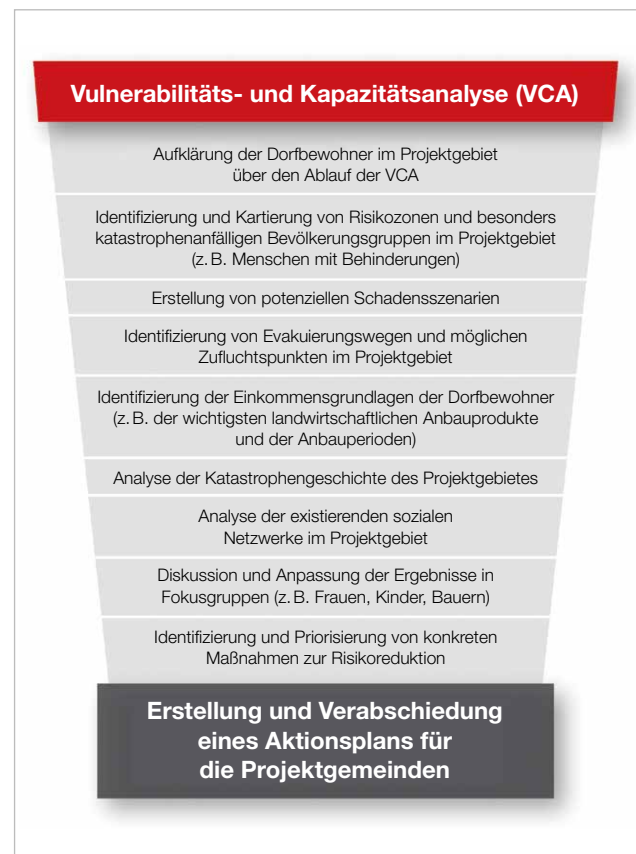 Vulnerabilitäts- und Kapazitätsanalyse (VCA)
Aufklärung der Dorfbewohner im Projektgebiet
über den Ablauf der VCA
Identifizierung und Kartierung von Risikozonen und besonders
katastrophenanfälligen Bevölkerungsgruppen im Projektgebiet
(z. B. Menschen mit Behinderungen)
Erstellung von potenziellen Schadensszenarien
Identifizierung von Evakuierungswegen und möglichen
Zufluchtspunkten im Projektgebiet
Identifizierung der Einkommensgrundlagen der Dorfbewohner
(z. B. der wichtigsten landwirtschaftlichen Anbauprodukte
und der Anbauperioden)
Analyse der Katastrophengeschichte des Projektgebietes
Analyse der existierenden sozialen
Netzwerke im Projektgebiet
Diskussion und Anpassung der Ergebnisse in
Fokusgruppen (z. B. Frauen, Kinder, Bauern)
Identifizierung und Priorisierung von konkreten
Maßnahmen zur Risikoreduktion
Erstellung und Verabschiedung
eines Aktionsplans für
die Projektgemeinden